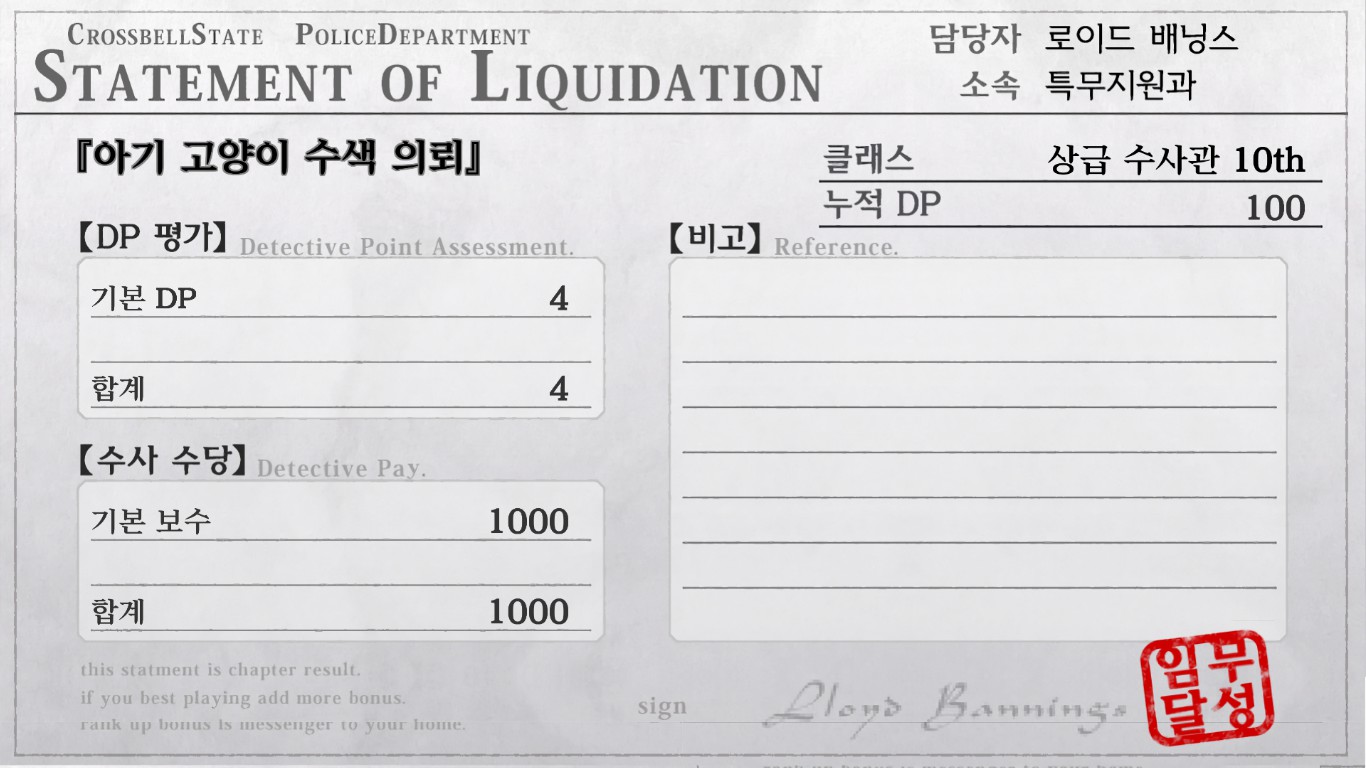 CROSSBELLSTATE POLICEDEPARTMENT
STATEMENT OF LIQUIDATION
담당자 로이드 배닝스
소속 특무지원과
『아기 고양이 수색 의뢰』
클래스 상급 수사관 10th
누적 DP 100
【DP 평가】 Detective Point Assessment.
기본 DP 4
합계 4
【비고】 Reference.
【수사 수당】 Detective Pay.
기본 보수 1000
합계 1000
this statment is chapter result.
if you best playing add more bonus.
rank up bonus is messenger to your home.
sign Lloyd Bannings
임무
달성